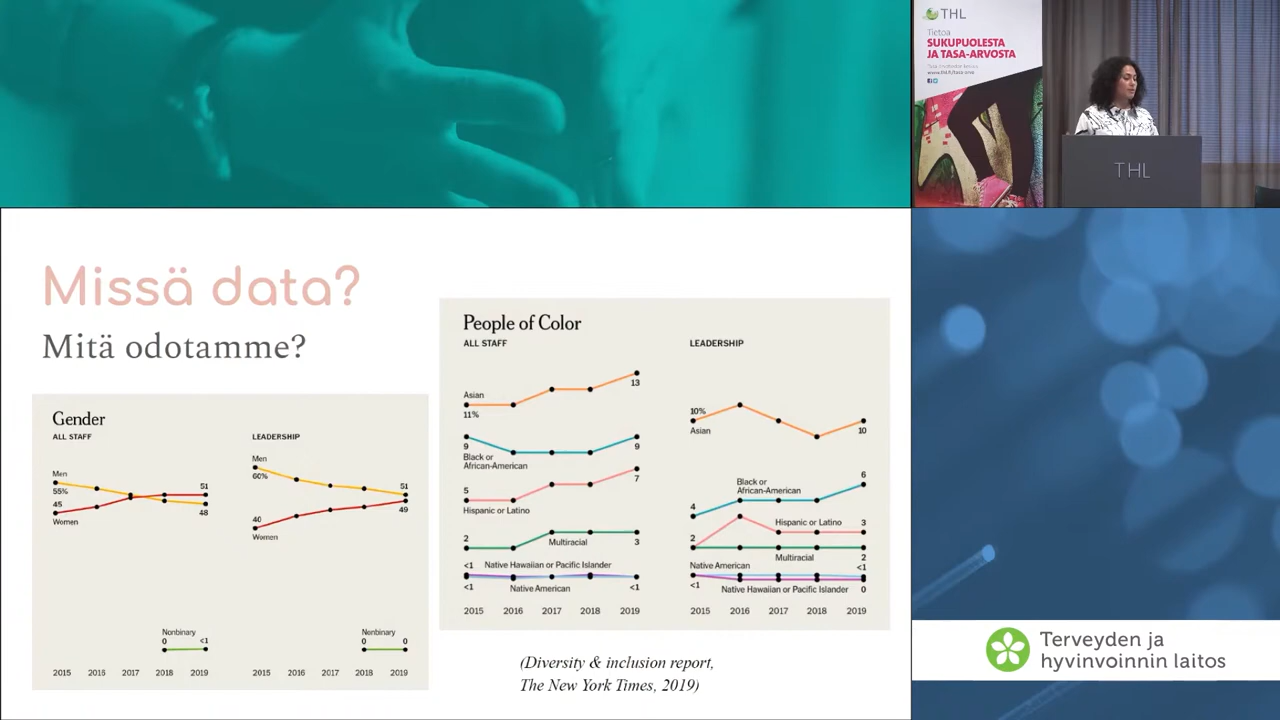 THL
Tietoa
SUKUPUOLESTA
JA TASA-ARVOSTA
THL
Missä data?
Mitä odotamme?
Gender
ALL STAFF
LEADERSHIP
Men
55%
45
Women
51
48
Men
60%
40
Women
51
49
Nonbinary
0
<1
Nonbinary
0
0
2015 2016 2017 2018 2019
2015 2016 2017 2018 2019
People of Color
ALL STAFF
LEADERSHIP
Asian
11%
13
9
Black or
African-American
9
5
Hispanic or Latino
7
2
Multiracial
3
<1
Native Hawaiian or Pacific Islander
<1
Native American
<1
2015 2016 2017 2018 2019
10%
Asian
10
4
Black or
African-American
6
2
Hispanic or Latino
3
Multiracial
2
Native American
<1
<1
Native Hawaiian or Pacific Islander
0
2015 2016 2017 2018 2019
(Diversity & inclusion report,
The New York Times, 2019)
Terveyden ja
hyvinvoinnin laitos